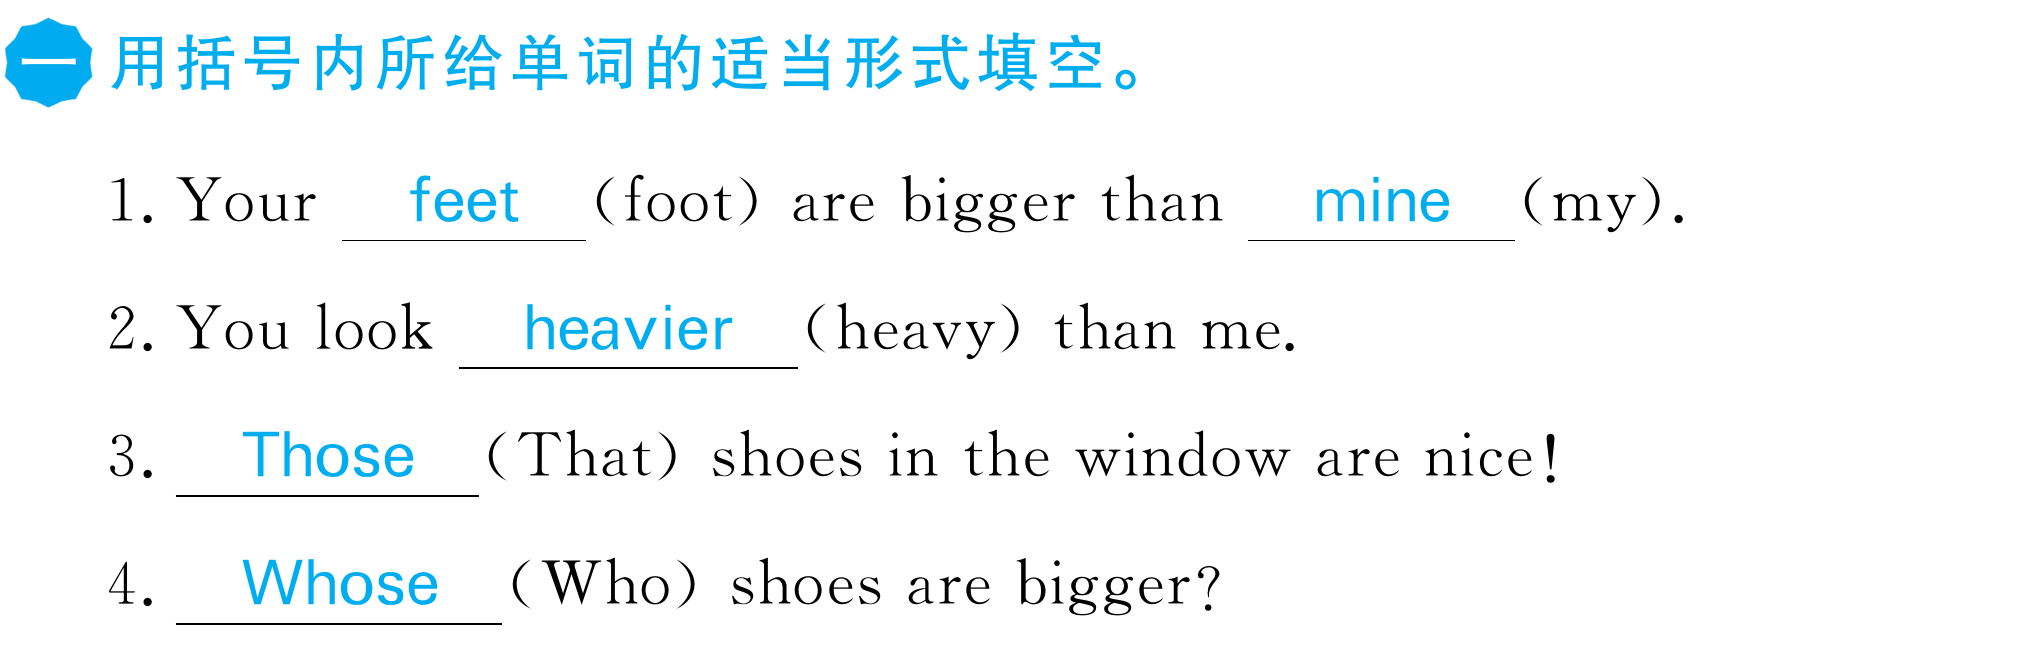 一 用括号内所给单词的适当形式填空。
1. Your feet (foot) are bigger than mine (my).
2. You look heavier (heavy) than me.
3. Those (That) shoes in the window are nice!
4. Whose (Who) shoes are bigger?